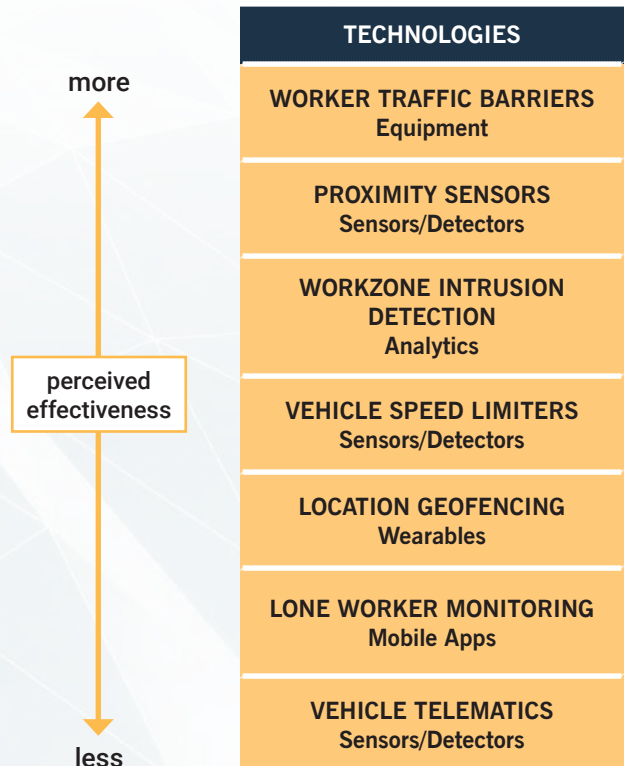 TECHNOLOGIES
more
WORKER TRAFFIC BARRIERS
Equipment
PROXIMITY SENSORS
Sensors/Detectors
WORKZONE INTRUSION
DETECTION
Analytics
perceived
effectiveness
VEHICLE SPEED LIMITERS
Sensors/Detectors
LOCATION GEOFENCING
Wearables
LONE WORKER MONITORING
Mobile Apps
VEHICLE TELEMATICS
Sensors/Detectors
less